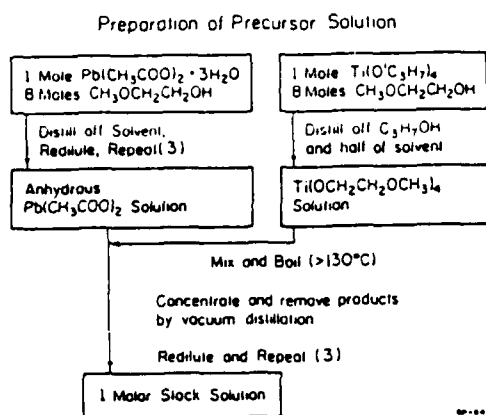 Preparation of Precursor Solution
1 Mole Pb(CH₃COO)₂ · 3H₂O
8 Moles CH₃OCH₂CH₂OH
Distill off Solvent,
Redilute, Repeat(3)
Anhydrous
Pb(CH₃COO)₂ Solution
1 Mole Ti(OⁱC₃H₇)₄
8 Moles CH₃OCH₂CH₂OH
Distill off C₃H₇OH
and half of solvent
Ti(OCH₂CH₂OCH₃)₄
Solution
Mix and Boil (>130°C)
Concentrate and remove products
by vacuum distillation
Redilute and Repeat (3)
1 Molar Stock Solution